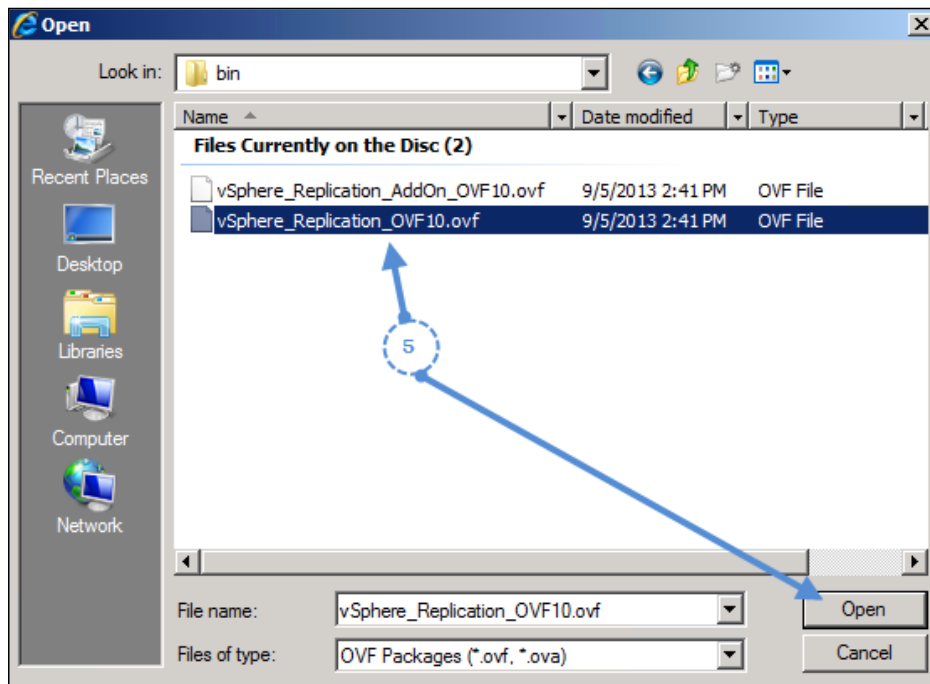 Open
Look in: bin
Name Date modified Type
Files Currently on the Disc (2)
vSphere_Replication_AddOn_OVF10.ovf 9/5/2013 2:41 PM OVF File
vSphere_Replication_OVF10.ovf 9/5/2013 2:41 PM OVF File
Recent Places
Desktop
Libraries
Computer
Network
5
File name: vSphere_Replication_OVF10.ovf Open
Files of type: OVF Packages (*.ovf, *.ova) Cancel